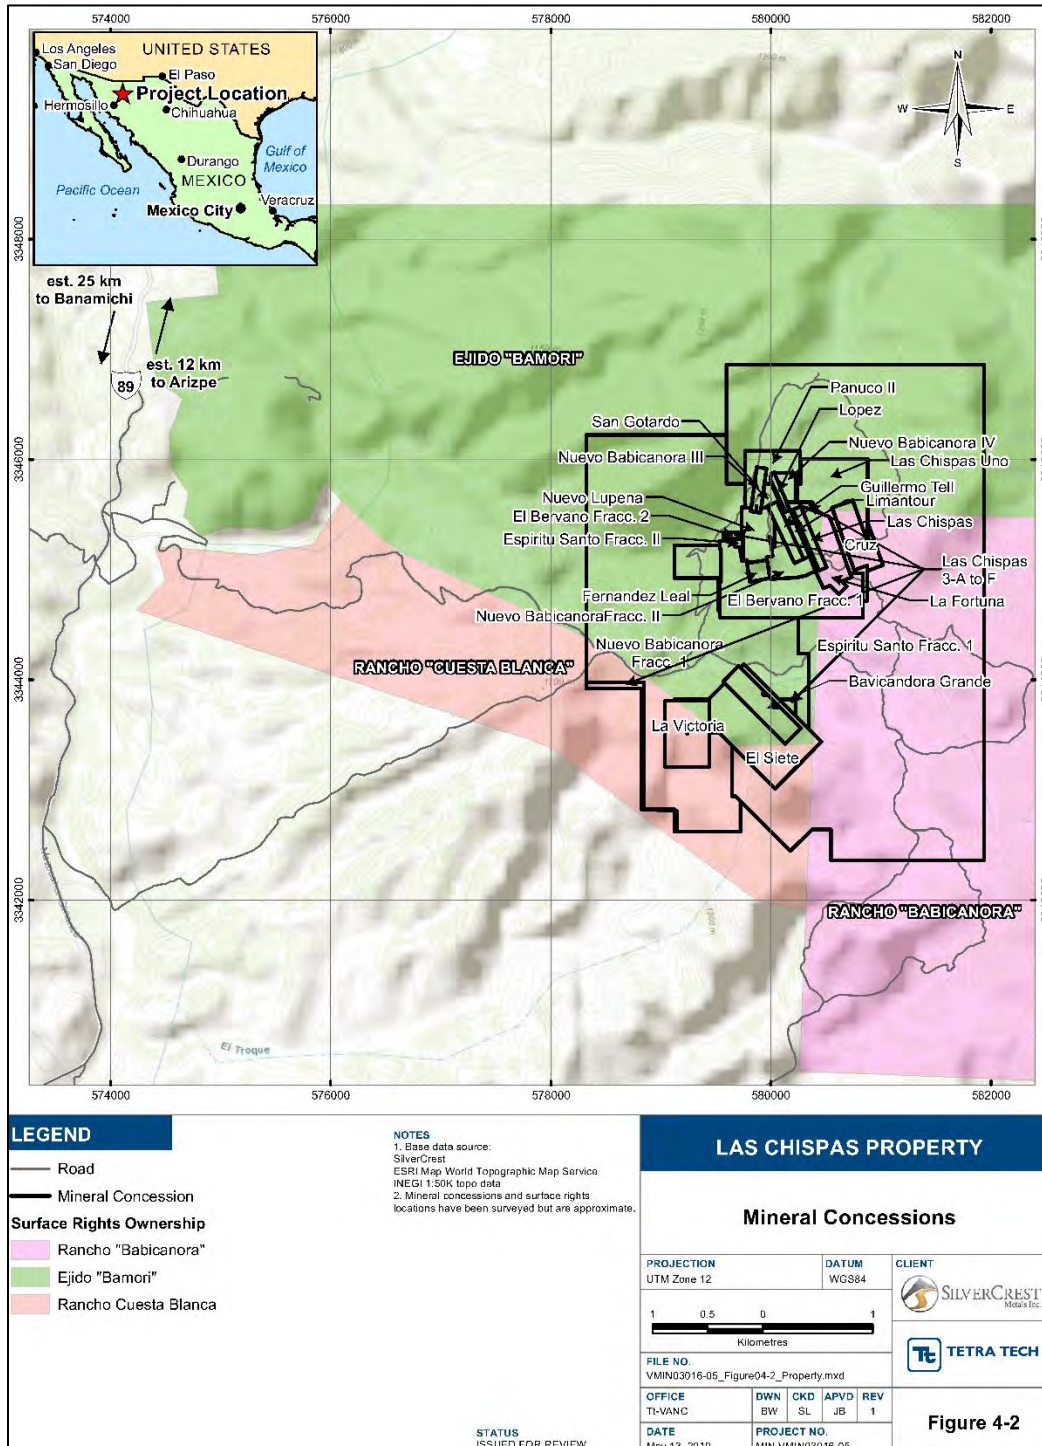 574000
576000
578000
580000
582000
Los Angeles
San Diego
UNITED STATES
El Paso
Project Location
Hermosillo
Chihuahua
Durango
Gulf of
Mexico
MEXICO
Pacific Ocean
Veracruz
Mexico City
N
W
E
S
3348000
3346000
3344000
3342000
est. 25 km
to Banamichi
est. 12 km
to Arizpe
89
EJIDO "BAMORI"
Panuco II
Lopez
San Gotardo
Nuevo Babicanora IV
Nuevo Babicanora III
Las Chispas Uno
Guillermo Tell
Nuevo Lupena
Limantour
El Bervano Fracc. 2
Las Chispas
Espiritu Santo Fracc. II
Cruz
Las Chispas
3-A to F
Fernandez Leal
El Bervano Fracc. 1
La Fortuna
Nuevo BabicanoraFracc. II
Nuevo Babicanora
Fracc. 1
Espiritu Santo Fracc. 1
RANCHO "CUESTA BLANCA"
Bavicandora Grande
La Victoria
El Siete
RANCHO "BABICANORA"
El Troque
574000
576000
578000
580000
582000
LEGEND
Road
Mineral Concession
Surface Rights Ownership
Rancho "Babicanora"
Ejido "Bamori"
Rancho Cuesta Blanca
NOTES
1. Base data source:
SilverCrest
ESRI Map World Topographic Map Service
INEGI 1:50K topo data
2. Mineral concessions and surface rights
locations have been surveyed but are approximate.
STATUS
ISSUED FOR REVIEW
LAS CHISPAS PROPERTY
Mineral Concessions
PROJECTION
UTM Zone 12
DATUM
WGS84
CLIENT
SILVERCREST
Metals Inc.
1 0.5 0 1
Kilometres
Tt
TETRA TECH
FILE NO.
VMIN03016-05_Figure04-2_Property.mxd
OFFICE
Tt-VANC
DWN
BW
CKD
SL
APVD
JB
REV
1
DATE
May 13, 2019
PROJECT NO.
MIN.VMIN03016-05
Figure 4-2